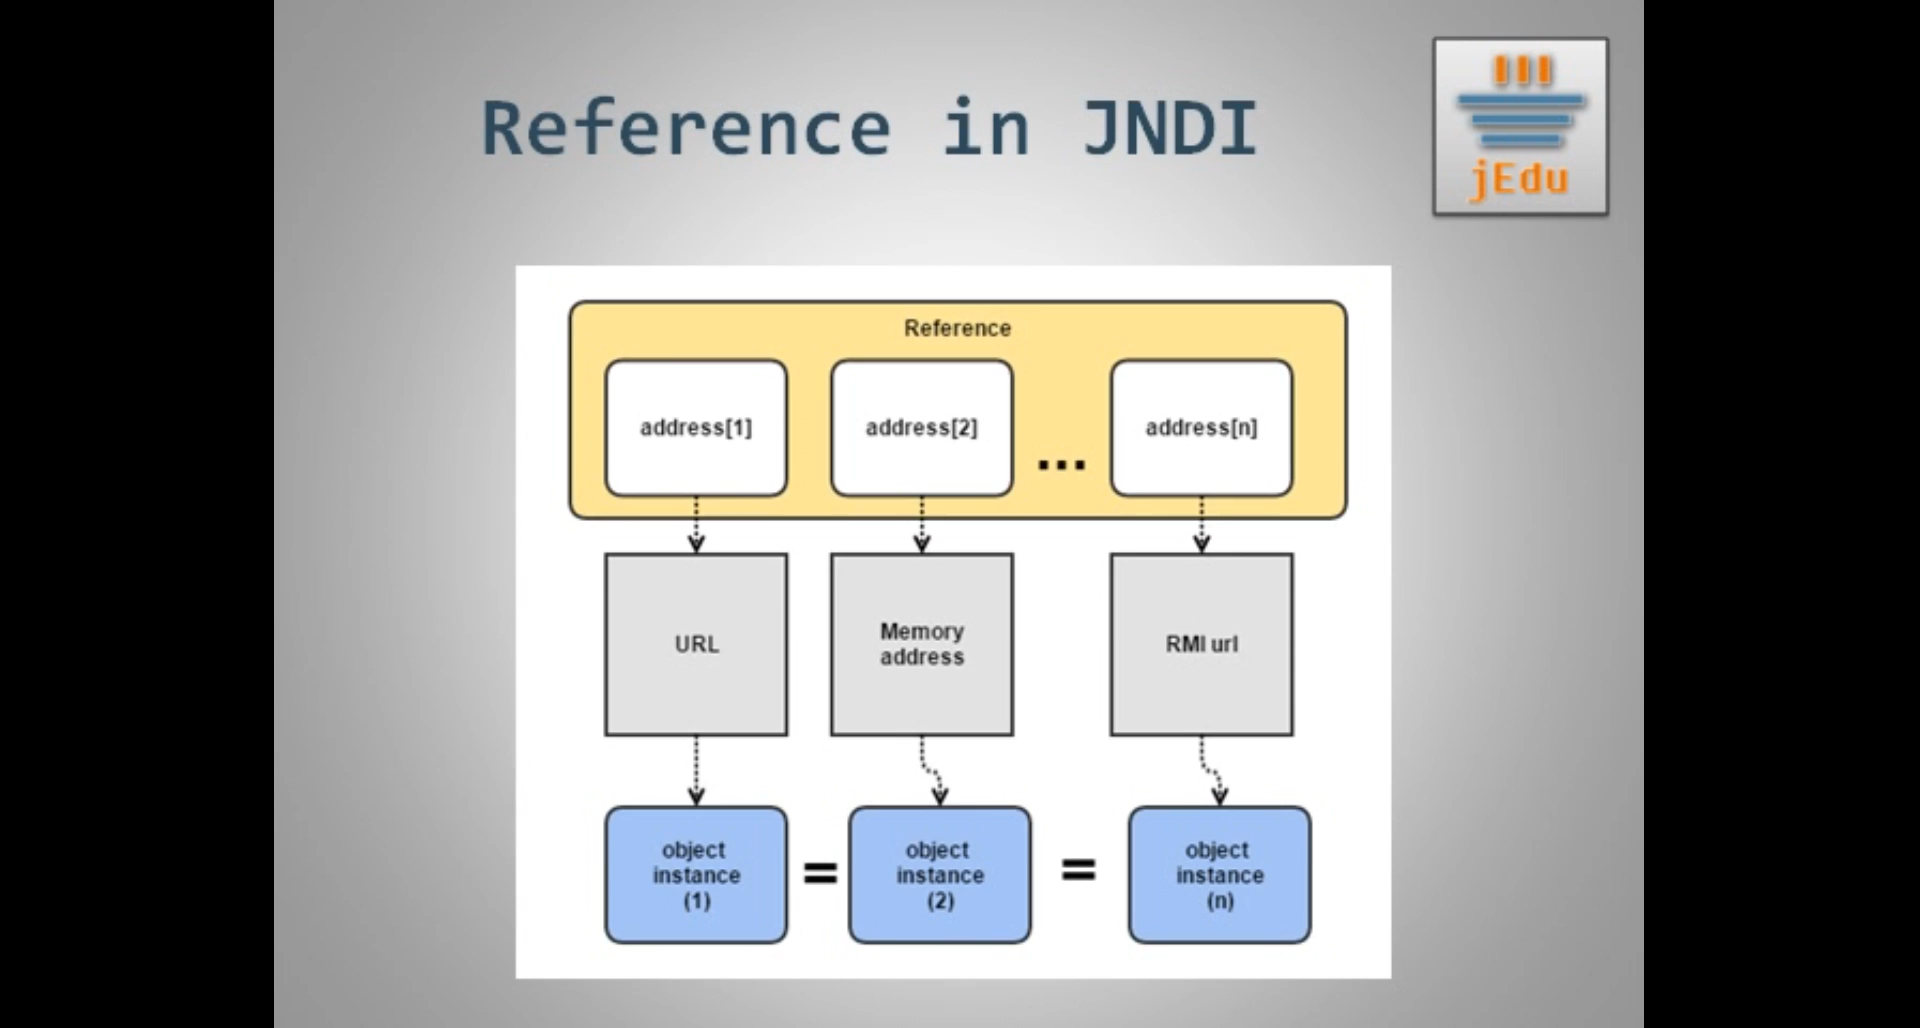 Reference in JNDI
jEdu
Reference
address[1]
address[2]
...
address[n]
URL
Memory
address
RMI url
object
instance
(1)
=
object
instance
(2)
=
object
instance
(n)